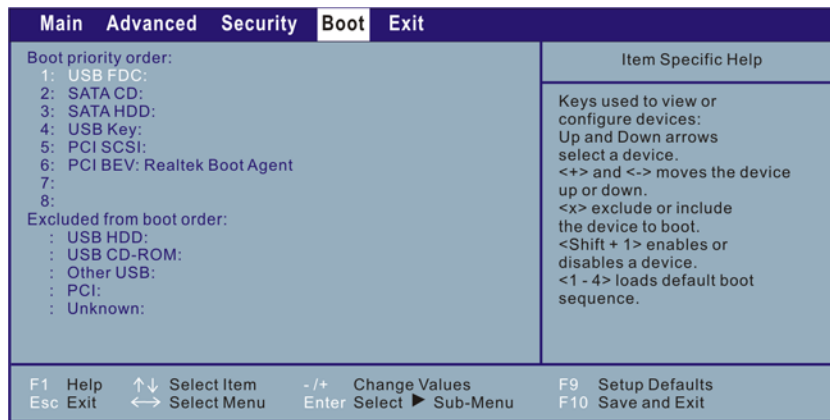 Main Advanced Security Boot Exit
Boot priority order:
1: USB FDC:
2: SATA CD:
3: SATA HDD:
4: USB Key:
5: PCI SCSI:
6: PCI BEV: Realtek Boot Agent
7:
8:
Excluded from boot order:
: USB HDD:
: USB CD-ROM:
: Other USB:
: PCI:
: Unknown:
Item Specific Help
Keys used to view or
configure devices:
Up and Down arrows
select a device.
<+> and <-> moves the device
up or down.
<x> exclude or include
the device to boot.
<Shift + 1> enables or
disables a device.
<1 - 4> loads default boot
sequence.
F1 Help ↑↓ Select Item - /+ Change Values F9 Setup Defaults
Esc Exit ↔ Select Menu Enter Select ▶ Sub-Menu F10 Save and Exit